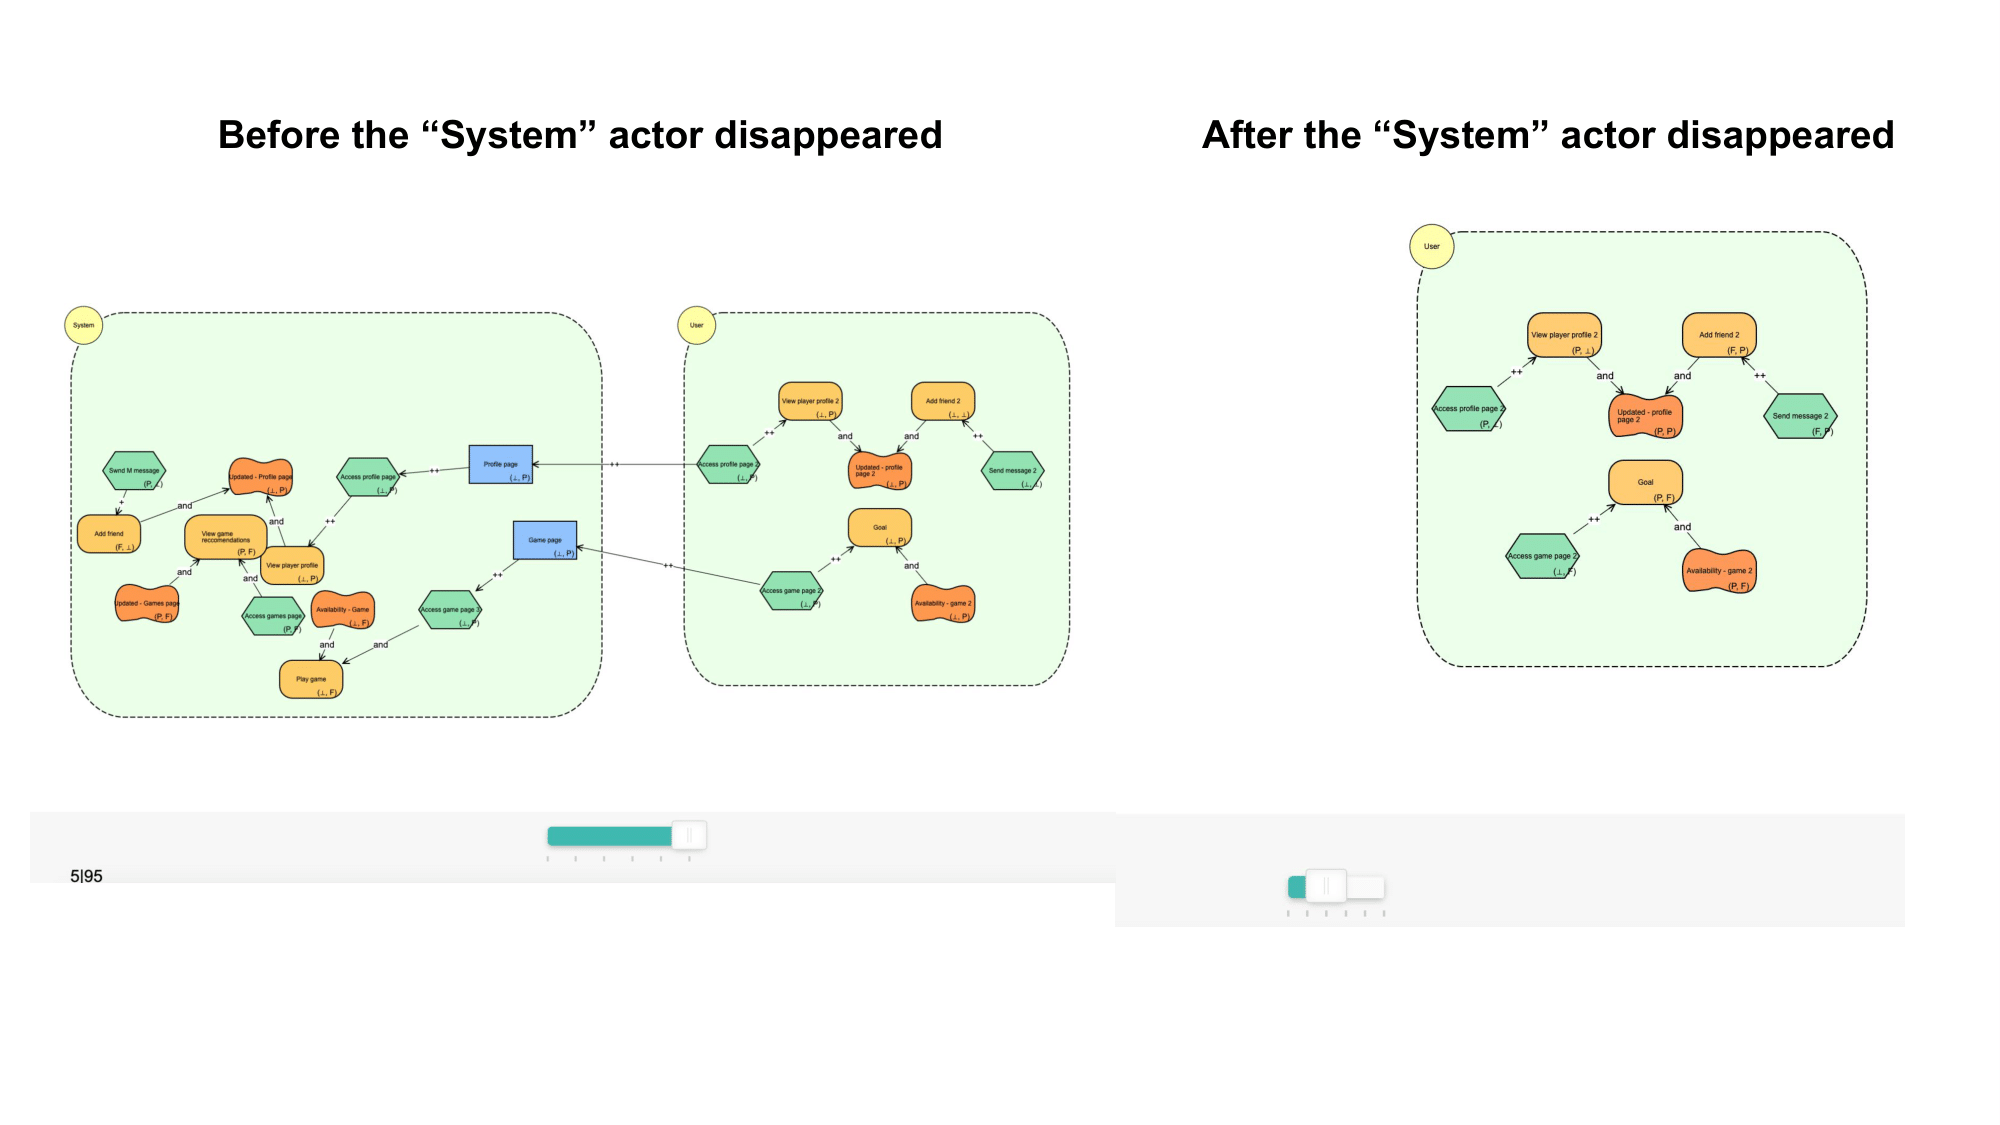 Before the “System” actor disappeared
After the “System” actor disappeared
System
Swnd M message
(P, ⊥)
+
Add friend
(F, ⊥)
and
Updated - Profile page
(⊥, P)
and
View game
reccomendations
(P, F)
and
Updated - Games page
(P, F)
and
Access games page
(P, F)
View player profile
(⊥, P)
++
Access profile page
(⊥, P)
++
Profile page
(⊥, P)
++
Game page
(⊥, P)
++
++
Access game page 3
(⊥, P)
and
Availability - Game
(⊥, F)
and
Play game
(⊥, F)
User
View player profile 2
(⊥, P)
++
and
Add friend 2
(⊥, ⊥)
and
++
Access profile page 2
(⊥, P)
Updated - profile
page 2
(⊥, P)
Send message 2
(⊥, ⊥)
Goal
(⊥, P)
++
and
Access game page 2
(⊥, P)
Availability - game 2
(⊥, P)
5|95
User
View player profile 2
(P, ⊥)
Add friend 2
(F, P)
++
and
and
++
Access profile page 2
(P, ⊥)
Updated - profile
page 2
(P, P)
Send message 2
(F, P)
Goal
(P, F)
++
and
Access game page 2
(⊥, F)
Availability - game 2
(P, F)